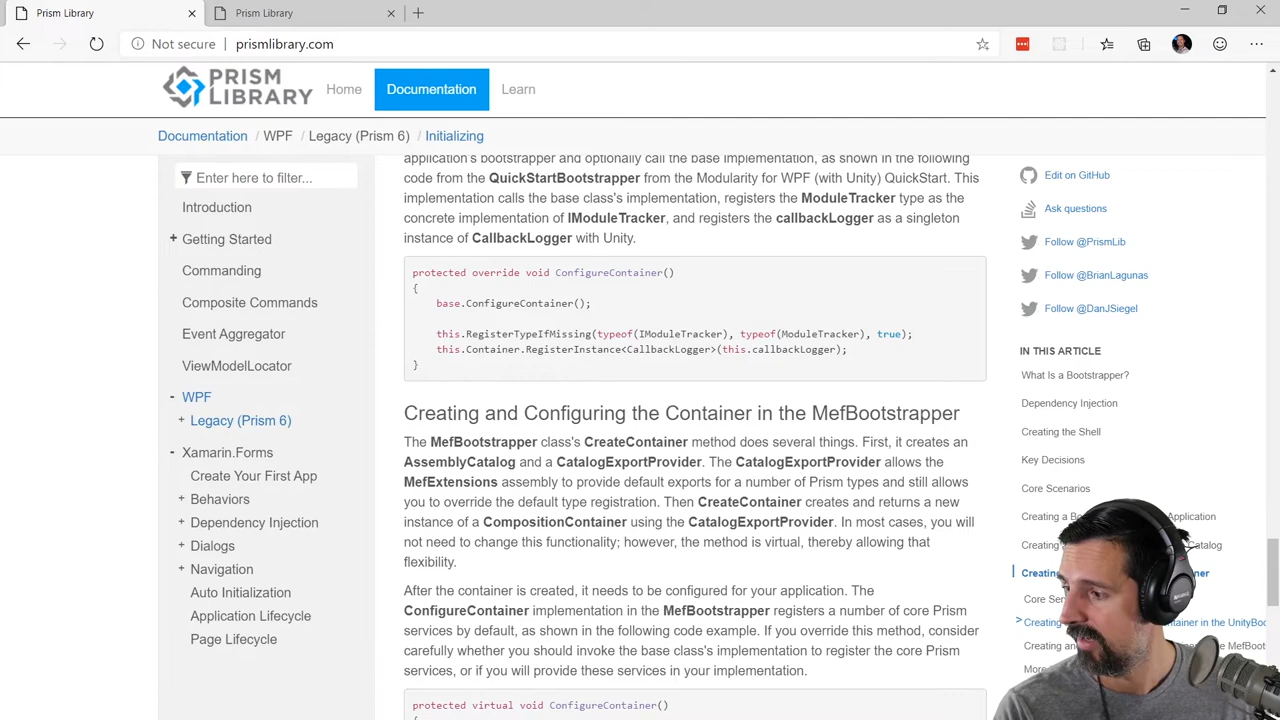 Prism Library
Prism Library
Not secure
prismlibrary.com
PRISM
LIBRARY
Home
Documentation
Learn
Documentation / WPF / Legacy (Prism 6) / Initializing
Enter here to filter...
Introduction
+ Getting Started
Commanding
Composite Commands
Event Aggregator
ViewModelLocator
- WPF
+ Legacy (Prism 6)
- Xamarin.Forms
Create Your First App
+ Behaviors
+ Dependency Injection
+ Dialogs
+ Navigation
Auto Initialization
Application Lifecycle
Page Lifecycle
application's bootstrapper and optionally call the base implementation, as shown in the following
code from the QuickStartBootstrapper from the Modularity for WPF (with Unity) QuickStart. This
implementation calls the base class's implementation, registers the ModuleTracker type as the
concrete implementation of IModuleTracker, and registers the callbackLogger as a singleton
instance of CallbackLogger with Unity.
protected override void ConfigureContainer()
{
base.ConfigureContainer();
this.RegisterTypeIfMissing(typeof(IModuleTracker), typeof(ModuleTracker), true);
this.Container.RegisterInstance<CallbackLogger>(this.callbackLogger);
}
Creating and Configuring the Container in the MefBootstrapper
The MefBootstrapper class's CreateContainer method does several things. First, it creates an
AssemblyCatalog and a CatalogExportProvider. The CatalogExportProvider allows the
MefExtensions assembly to provide default exports for a number of Prism types and still allows
you to override the default type registration. Then CreateContainer creates and returns a new
instance of a CompositionContainer using the CatalogExportProvider. In most cases, you will
not need to change this functionality; however, the method is virtual, thereby allowing that
flexibility.
After the container is created, it needs to be configured for your application. The
ConfigureContainer implementation in the MefBootstrapper registers a number of core Prism
services by default, as shown in the following code example. If you override this method, consider
carefully whether you should invoke the base class's implementation to register the core Prism
services, or if you will provide these services in your implementation.
protected virtual void ConfigureContainer()
{
Edit on GitHub
Ask questions
Follow @PrismLib
Follow @BrianLagunas
Follow @DanJSiegel
IN THIS ARTICLE
What Is a Bootstrapper?
Dependency Injection
Creating the Shell
Key Decisions
Core Scenarios
Creating a Application
Creating Catalog
Creating
Core
Creating in the
Creating